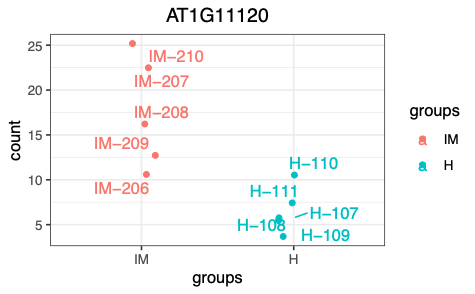 AT1G11120
count
25
20
15
10
5
IM−210
IM−207
IM−208
IM−209
IM−206
H−110
H−111
H−107
H−108
H−109
IM
H
groups
groups
a IM
a H